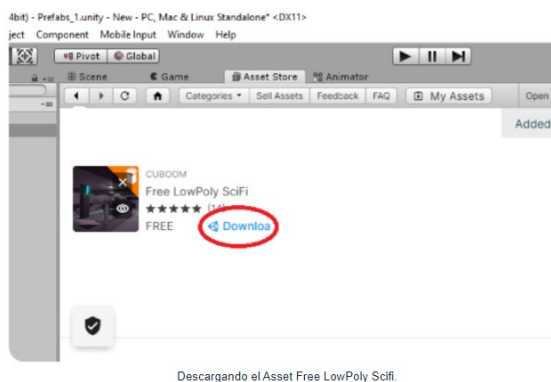 4bit) - Prefabs_1.unity - New - PC, Mac & Linux Standalone* <DX11>
ject Component Mobile Input Window Help
Pivot Global
Scene Game Asset Store Animator
Categories Sell Assets Feedback FAQ My Assets Open
Added
CUBOOM
Free LowPoly SciFi
★★★★★ (14)
FREE Downloa
Descargando el Asset Free LowPoly Scifi.